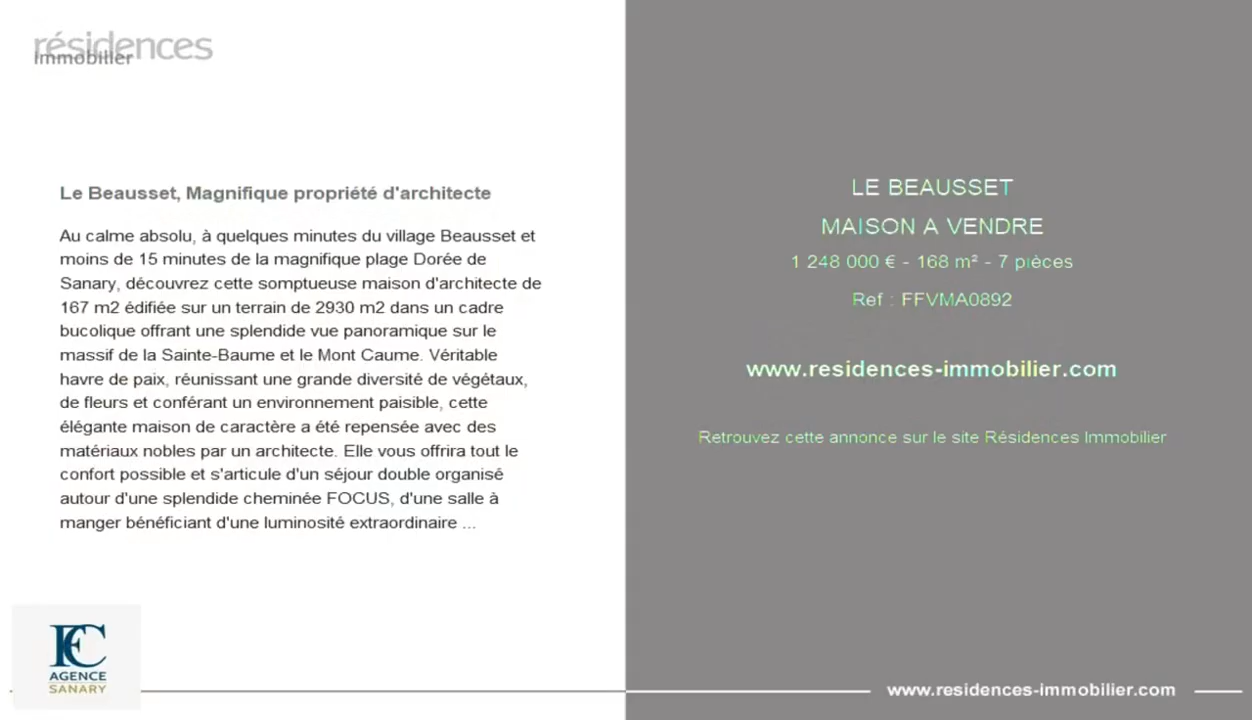 résidences
Immobilier
Le Beausset, Magnifique propriété d'architecte
Au calme absolu, à quelques minutes du village Beausset et
moins de 15 minutes de la magnifique plage Dorée de
Sanary, découvrez cette somptueuse maison d'architecte de
167 m2 édifiée sur un terrain de 2930 m2 dans un cadre
bucolique offrant une splendide vue panoramique sur le
massif de la Sainte-Baume et le Mont Caume. Véritable
havre de paix, réunissant une grande diversité de végétaux,
de fleurs et conférant un environnement paisible, cette
élégante maison de caractère a été repensée avec des
matériaux nobles par un architecte. Elle vous offrira tout le
confort possible et s'articule d'un séjour double organisé
autour d'une splendide cheminée FOCUS, d'une salle à
manger bénéficiant d'une luminosité extraordinaire ...
FC
AGENCE
SANARY
LE BEAUSSET
MAISON A VENDRE
1 248 000 € - 168 m² - 7 pièces
Ref : FFVMA0892
www.residences-immobilier.com
Retrouvez cette annonce sur le site Résidences Immobilier
www.residences-immobilier.com